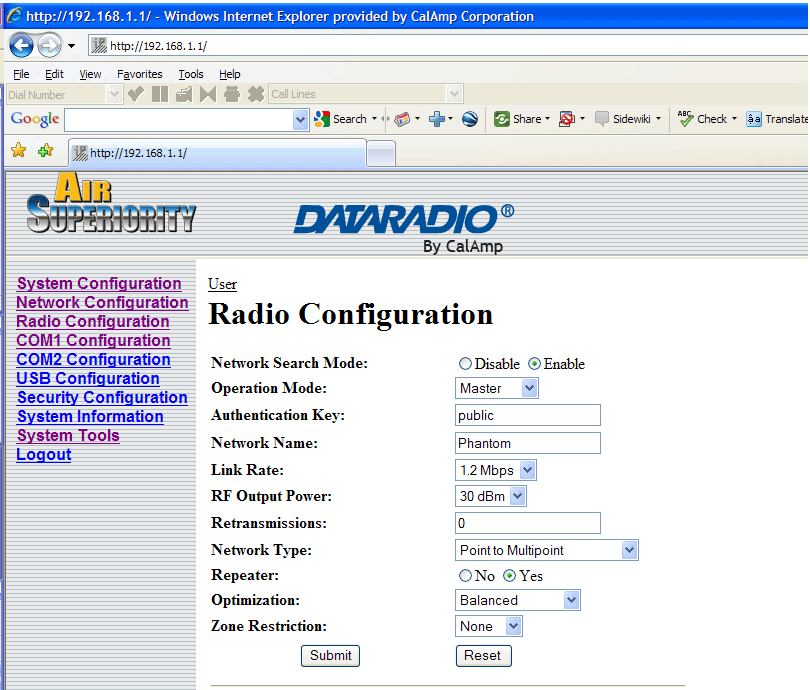 http://192.168.1.1/ - Windows Internet Explorer provided by CalAmp Corporation
http://192.168.1.1/
File Edit View Favorites Tools Help
Dial Number Call Lines
Google Search Share Sidewiki ABC Check Translate
http://192.168.1.1/
AIR
SUPERIORITY
DATARADIO®
By CalAmp
System Configuration
Network Configuration
Radio Configuration
COM1 Configuration
COM2 Configuration
USB Configuration
Security Configuration
System Information
System Tools
Logout
User
Radio Configuration
Network Search Mode: Disable Enable
Operation Mode: Master
Authentication Key: public
Network Name: Phantom
Link Rate: 1.2 Mbps
RF Output Power: 30 dBm
Retransmissions: 0
Network Type: Point to Multipoint
Repeater: No Yes
Optimization: Balanced
Zone Restriction: None
Submit Reset